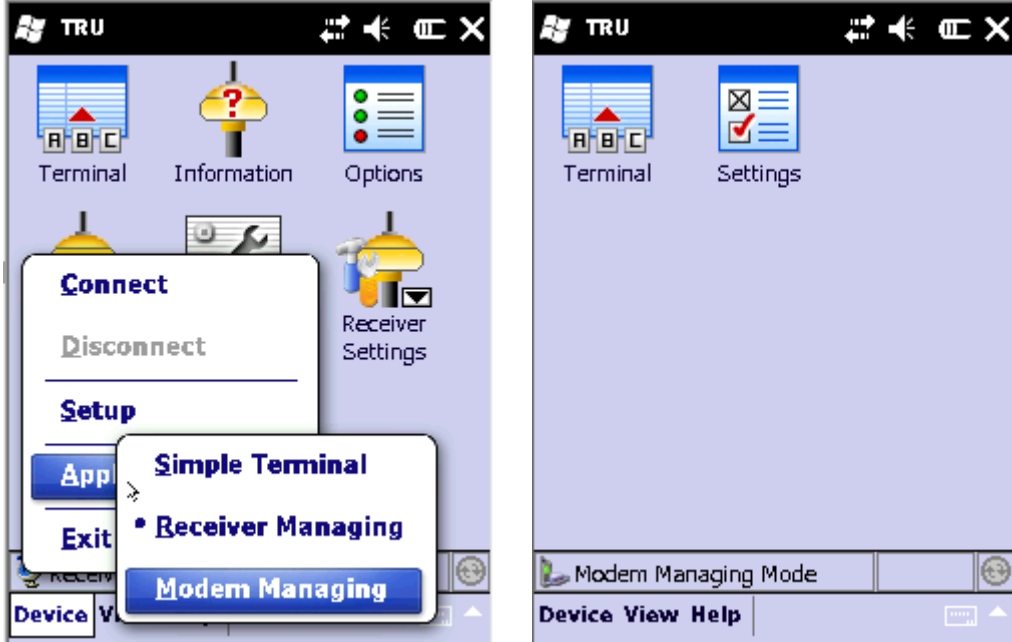 TRU
A B C
?
Terminal
Information
Options
Receiver
Settings
Connect
Disconnect
Setup
Exit
Simple Terminal
Receiver Managing
Modem Managing
Device
TRU
A B C
Terminal
Settings
Modem Managing Mode
Device View Help